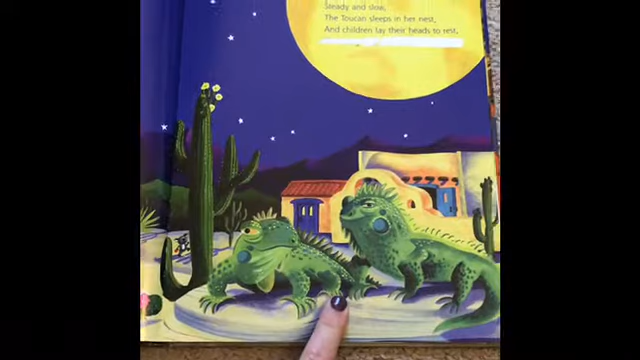 Steady and slow,
The Toucan sleeps in her nest,
And children lay their heads to rest,